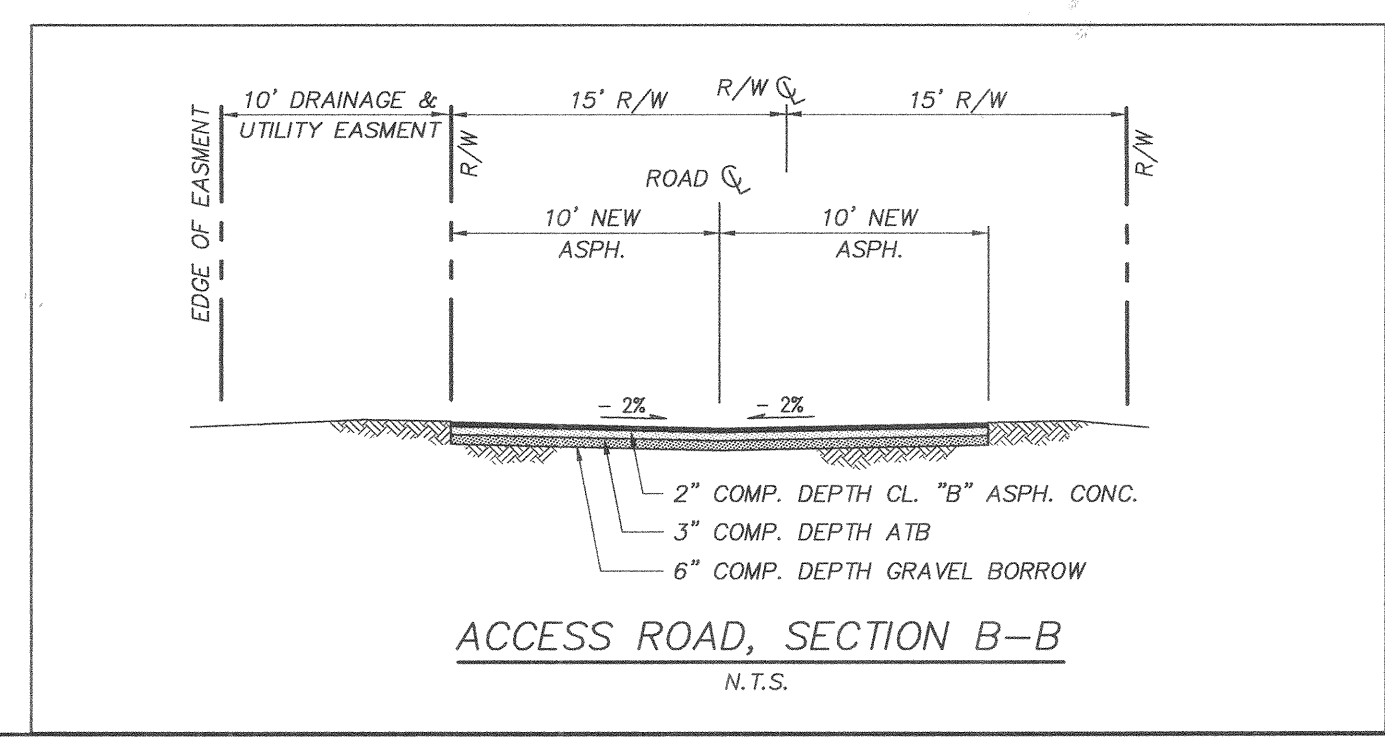 10' DRAINAGE &
UTILITY EASMENT
15' R/W
R/W ℄
15' R/W
EDGE OF EASMENT
R/W
R/W
ROAD ℄
10' NEW
ASPH.
10' NEW
ASPH.
- 2%
- 2%
2" COMP. DEPTH CL. "B" ASPH. CONC.
3" COMP. DEPTH ATB
6" COMP. DEPTH GRAVEL BORROW
ACCESS ROAD, SECTION B-B
N.T.S.